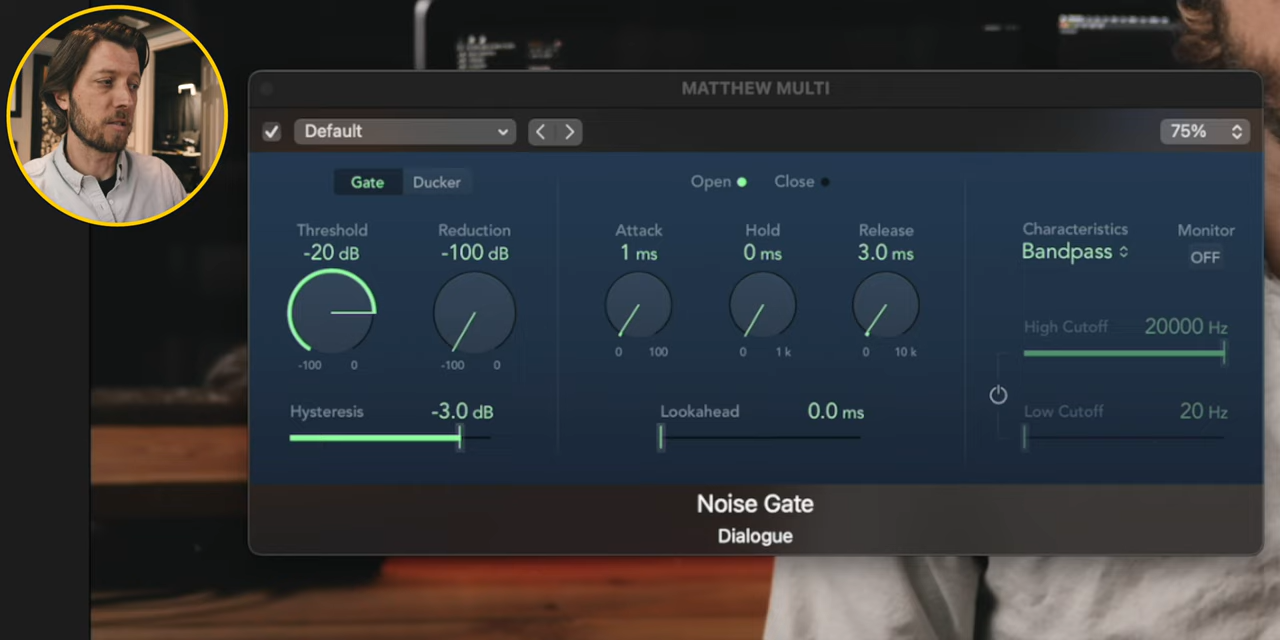 MATTHEW MULTI
Default
75%
Gate Ducker
Open Close
Threshold Reduction Attack Hold Release Characteristics Monitor
-20 dB -100 dB 1 ms 0 ms 3.0 ms Bandpass OFF
High Cutoff 20000 Hz
0 100 0 1 k 0 10 k
-100 0 -100 0
Hysteresis -3.0 dB Lookahead 0.0 ms Low Cutoff 20 Hz
Noise Gate
Dialogue